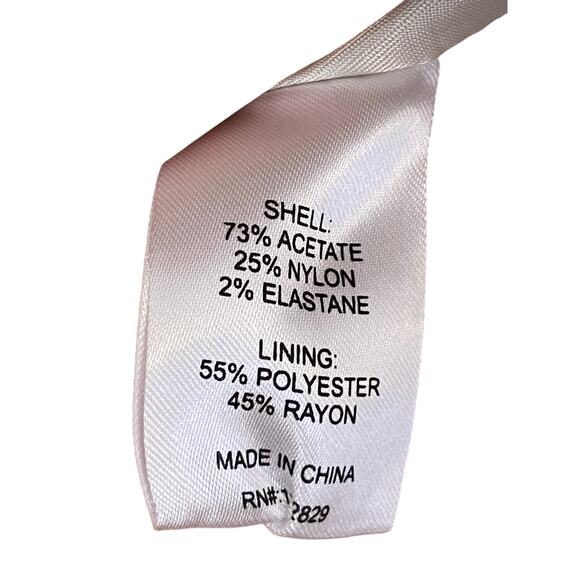 SHELL:
73% ACETATE
25% NYLON
2% ELASTANE
LINING:
55% POLYESTER
45% RAYON
MADE IN CHINA
RN#: